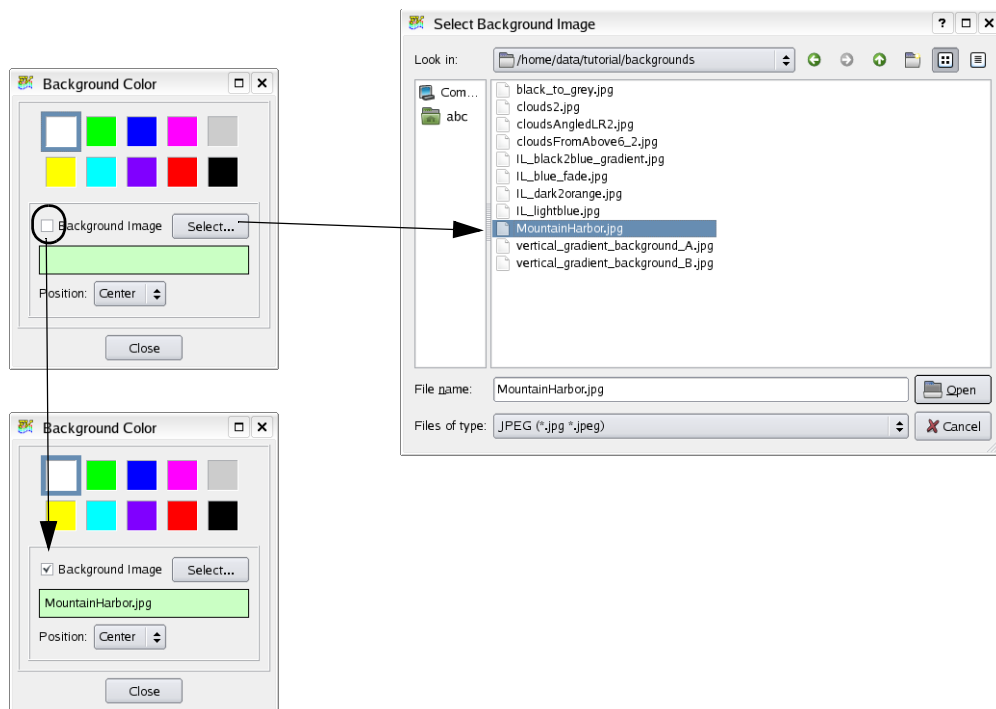 Background Color
Background Image
Select...
Position:
Center
Close
Select Background Image
?
Look in:
/home/data/tutorial/backgrounds
Com...
abc
black_to_grey.jpg
clouds2.jpg
cloudsAngledLR2.jpg
cloudsFromAbove6_2.jpg
IL_black2blue_gradient.jpg
IL_blue_fade.jpg
IL_dark2orange.jpg
IL_lightblue.jpg
MountainHarbor.jpg
vertical_gradient_background_A.jpg
vertical_gradient_background_B.jpg
File name:
MountainHarbor.jpg
Open
Files of type:
JPEG (*.jpg *.jpeg)
Cancel
Background Color
Background Image
Select...
MountainHarbor.jpg
Position:
Center
Close